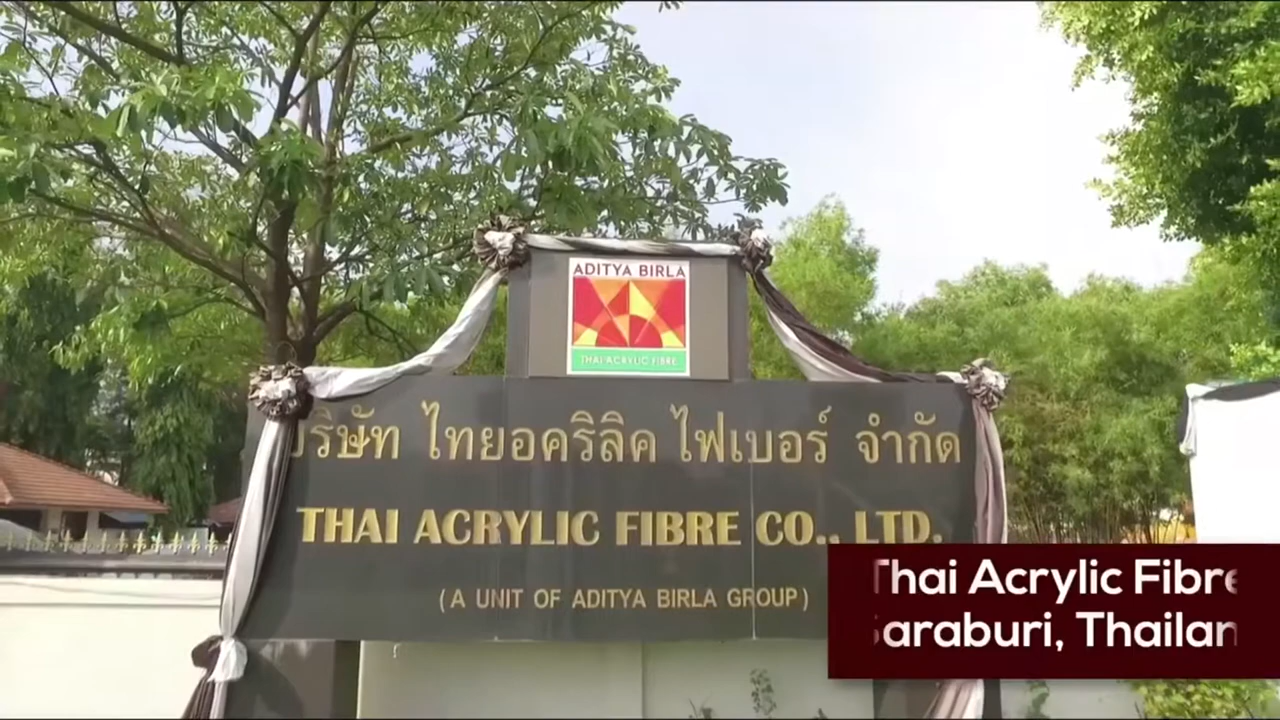 ADITYA BIRLA
THAI ACRYLIC FIBRE
บริษัท ไทยอคริลิค ไฟเบอร์ จำกัด
THAI ACRYLIC FIBRE CO., LTD.
(A UNIT OF ADITYA BIRLA GROUP)
Thai Acrylic Fibre
Saraburi, Thailan